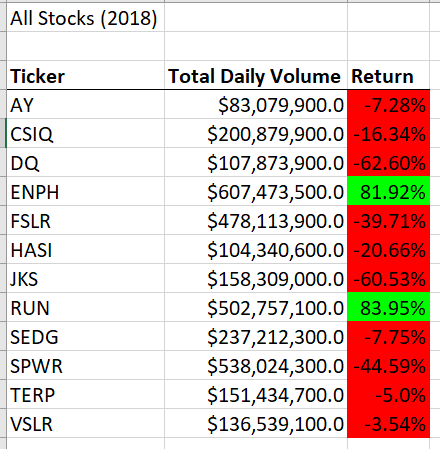 All Stocks (2018)
Ticker Total Daily Volume Return
AY $83,079,900.0 -7.28%
CSIQ $200,879,900.0 -16.34%
DQ $107,873,900.0 -62.60%
ENPH $607,473,500.0 81.92%
FSLR $478,113,900.0 -39.71%
HASI $104,340,600.0 -20.66%
JKS $158,309,000.0 -60.53%
RUN $502,757,100.0 83.95%
SEDG $237,212,300.0 -7.75%
SPWR $538,024,300.0 -44.59%
TERP $151,434,700.0 -5.0%
VSLR $136,539,100.0 -3.54%